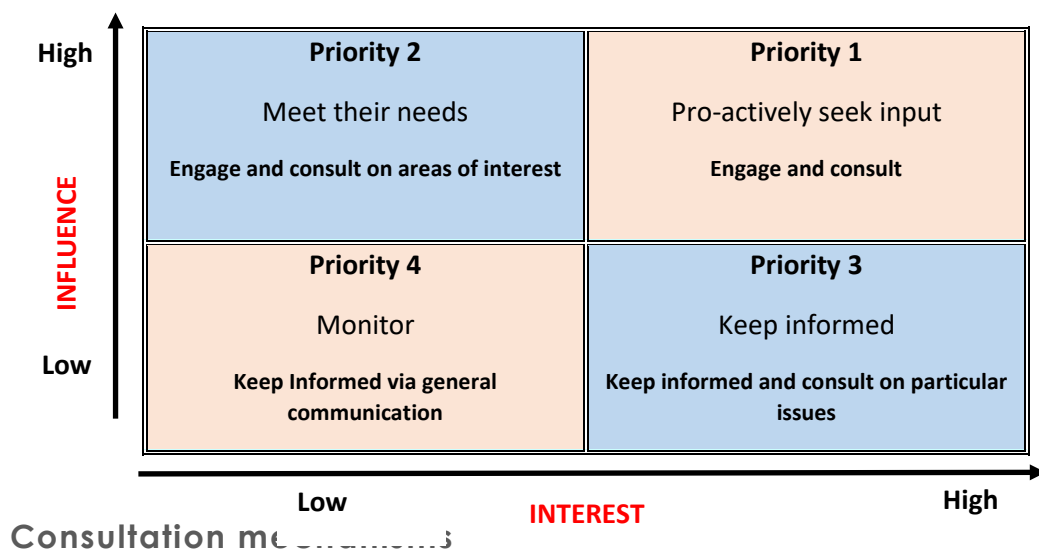 High
Priority 2
Meet their needs
Engage and consult on areas of interest
Priority 1
Pro-actively seek input
Engage and consult
INFLUENCE
Low
Priority 4
Monitor
Keep Informed via general
communication
Priority 3
Keep informed
Keep informed and consult on particular
issues
Low
INTEREST
High
Consultation mechanisms